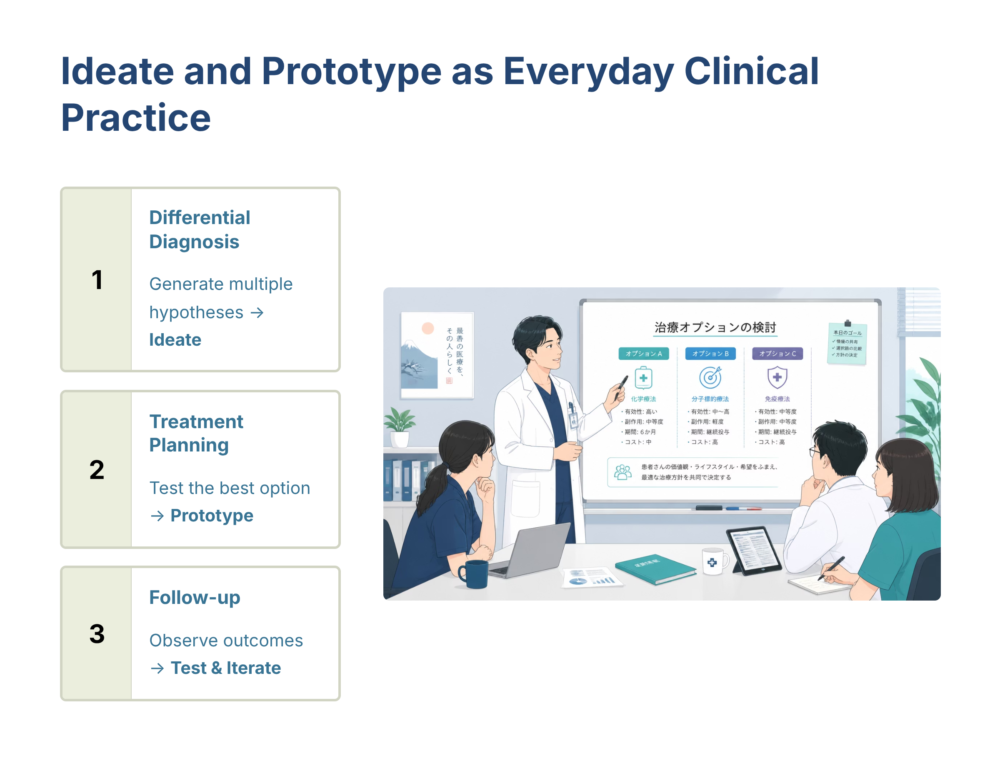 Ideate and Prototype as Everyday Clinical
Practice
1
Differential
Diagnosis
Generate multiple
hypotheses →
Ideate
2
Treatment
Planning
Test the best option
→ Prototype
3
Follow-up
Observe outcomes
→ Test & Iterate
最善の医療を、
その人らしく
治療オプションの検討
オプション A
化学療法
・有効性: 高い
・副作用: 中等度
・期間: 6か月
・コスト: 中
オプション B
分子標的療法
・有効性: 中〜高
・副作用: 軽度
・期間: 継続投与
・コスト: 高
オプション C
免疫療法
・有効性: 中等度
・副作用: 中等度
・期間: 継続投与
・コスト: 高
患者さんの価値観・ライフスタイル・希望をふまえ、
最適な治療方針を共同で決定する
本日のゴール
✓ の共有
✓ 選択肢の比較
✓ 方針の決定